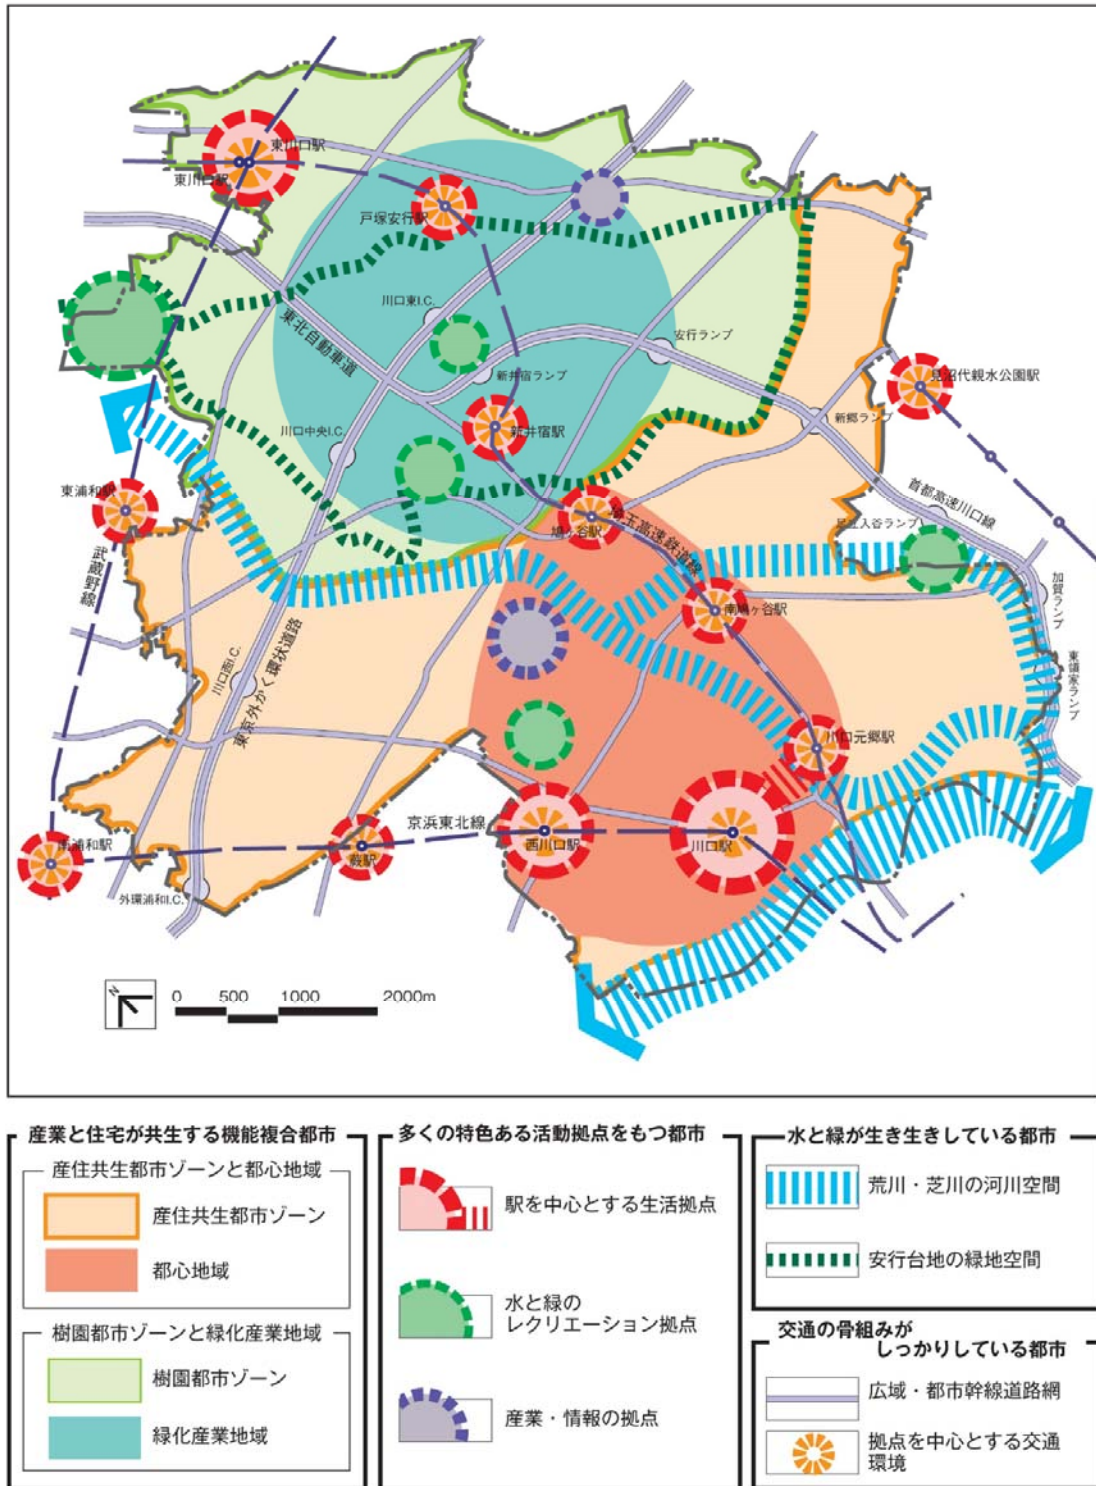 東川口駅
東川口駅
戸塚安行駅
川口東I.C.
東北自動車道
安行ランプ
新井宿ランプ
見沼代親水公園駅
新郷ランプ
新井宿駅
川口中央I.C.
東浦和駅
首都高速川口線
足立入谷ランプ
埼玉高速鉄道線
鳩ヶ谷駅
武蔵野線
加賀ランプ
南鳩ヶ谷駅
川口西I.C.
東京外かく環状道路
東領家ランプ
川口元郷駅
京浜東北線
南浦和駅
蕨駅
西川口駅
川口駅
外環浦和I.C.
N
0 500 1000 2000m
産業と住宅が共生する機能複合都市
産住共生都市ゾーンと都心地域
産住共生都市ゾーン
都心地域
樹園都市ゾーンと緑化産業地域
樹園都市ゾーン
緑化産業地域
多くの特色ある活動拠点をもつ都市
駅を中心とする生活拠点
水と緑の
レクリエーション拠点
産業・情報の拠点
水と緑が生き生きしている都市
荒川・芝川の河川空間
安行台地の緑地空間
交通の骨組みが
しっかりしている都市
広域・都市幹線道路網
拠点を中心とする交通
環境